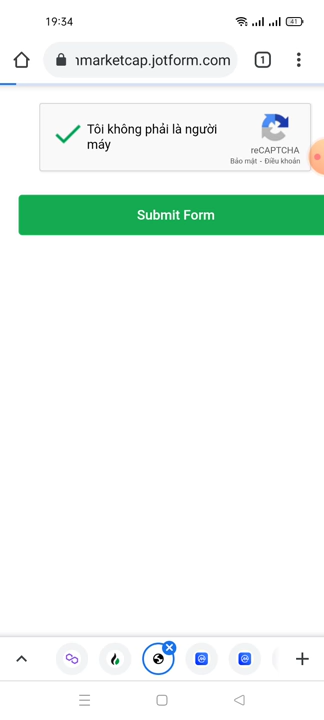 19:34
41
nmarketcap.jotform.com
1
Tôi không phải là người
máy
reCAPTCHA
Bảo mật - Điều khoản
Submit Form